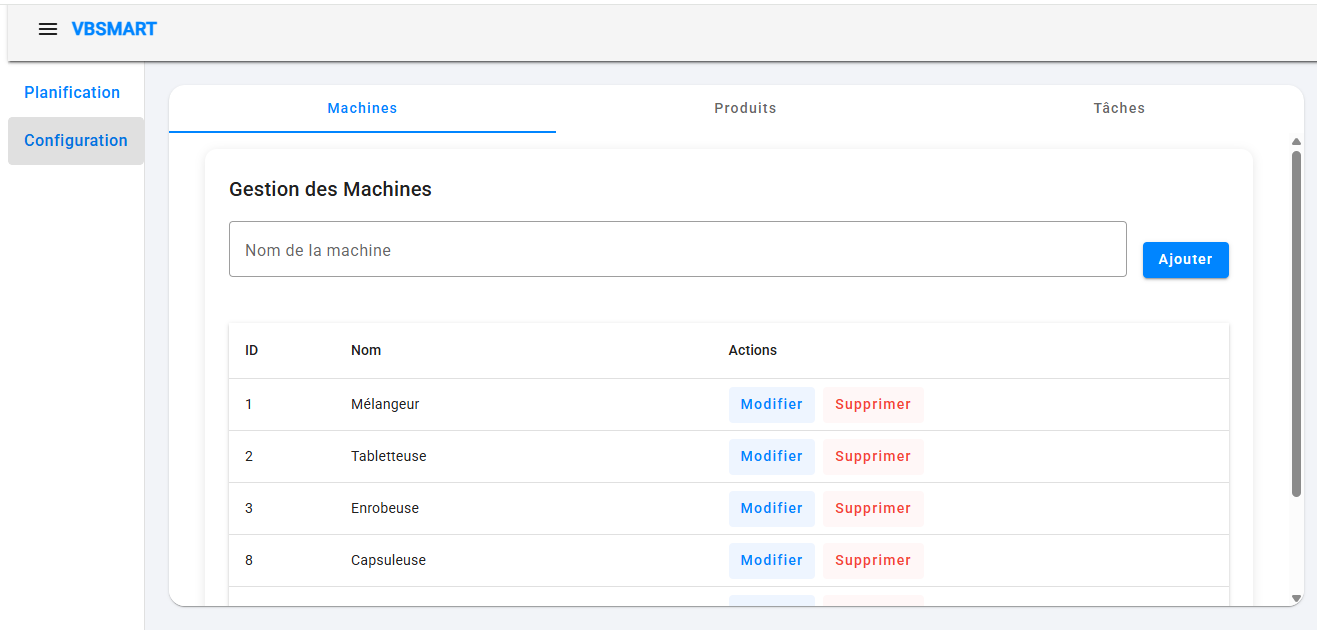 VBSMART
Planification
Configuration
Machines Produits Tâches
Gestion des Machines
Nom de la machine
Ajouter
ID Nom Actions
1 Mélangeur Modifier Supprimer
2 Tabletteuse Modifier Supprimer
3 Enrobeuse Modifier Supprimer
8 Capsuleuse Modifier Supprimer